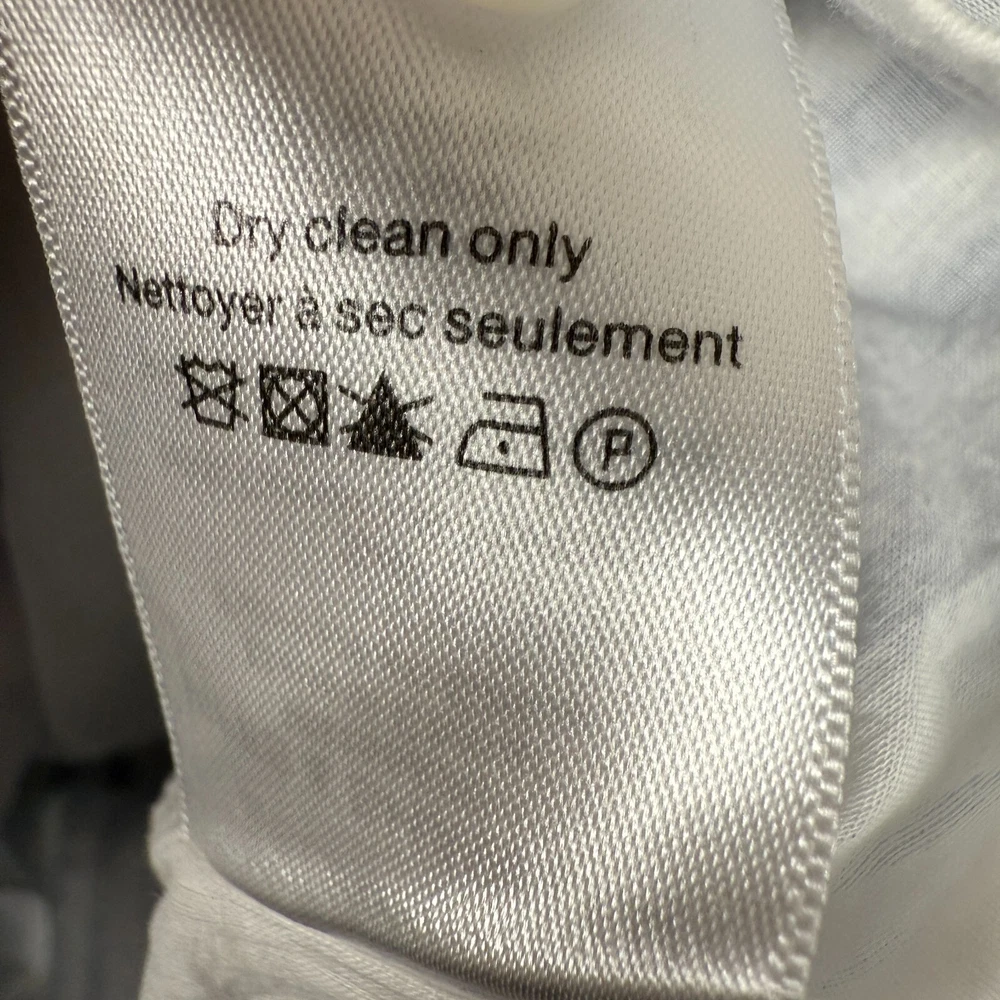 Dry clean only
Nettoyer à sec seulement
P